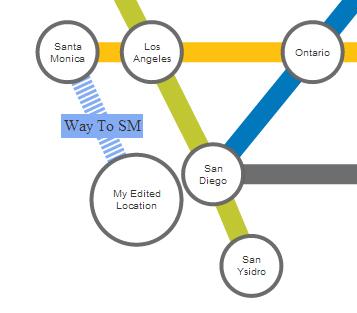 Santa
Monica
Los
Angeles
Ontario
Way To SM
San
Diego
My Edited
Location
San
Ysidro